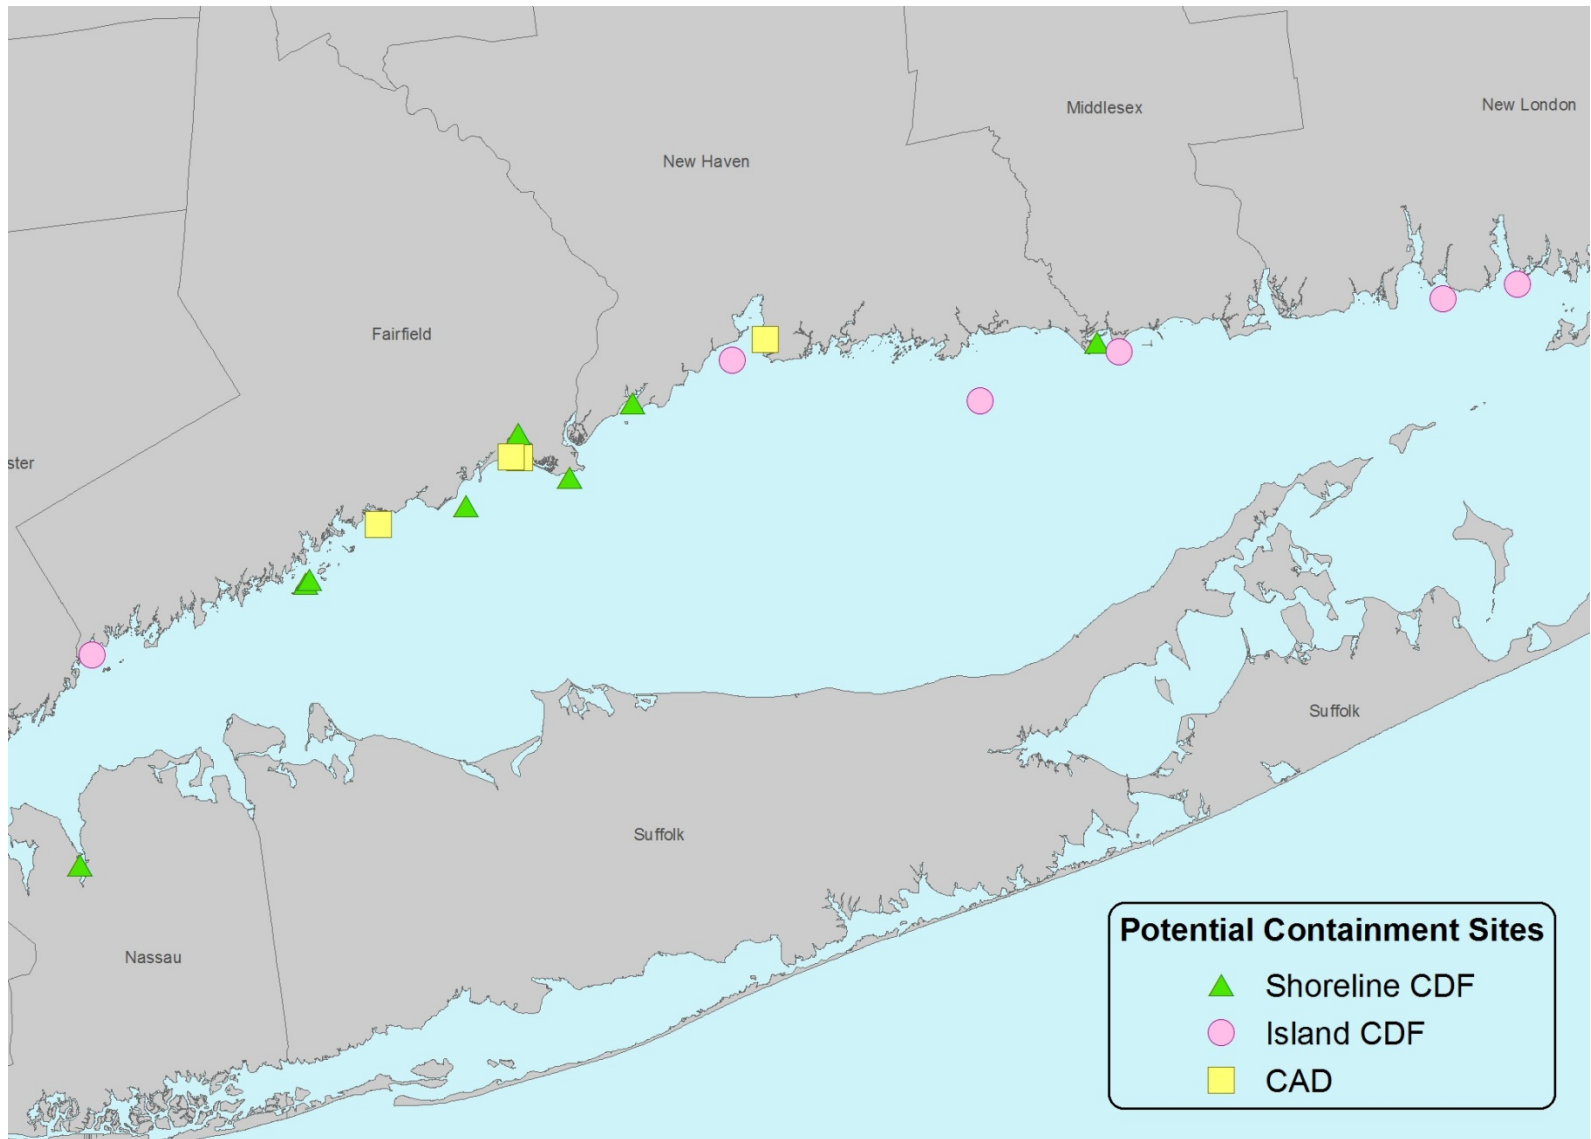 Middlesex
New London
New Haven
Fairfield
ster
Suffolk
Suffolk
Nassau
Potential Containment Sites
Shoreline CDF
Island CDF
CAD